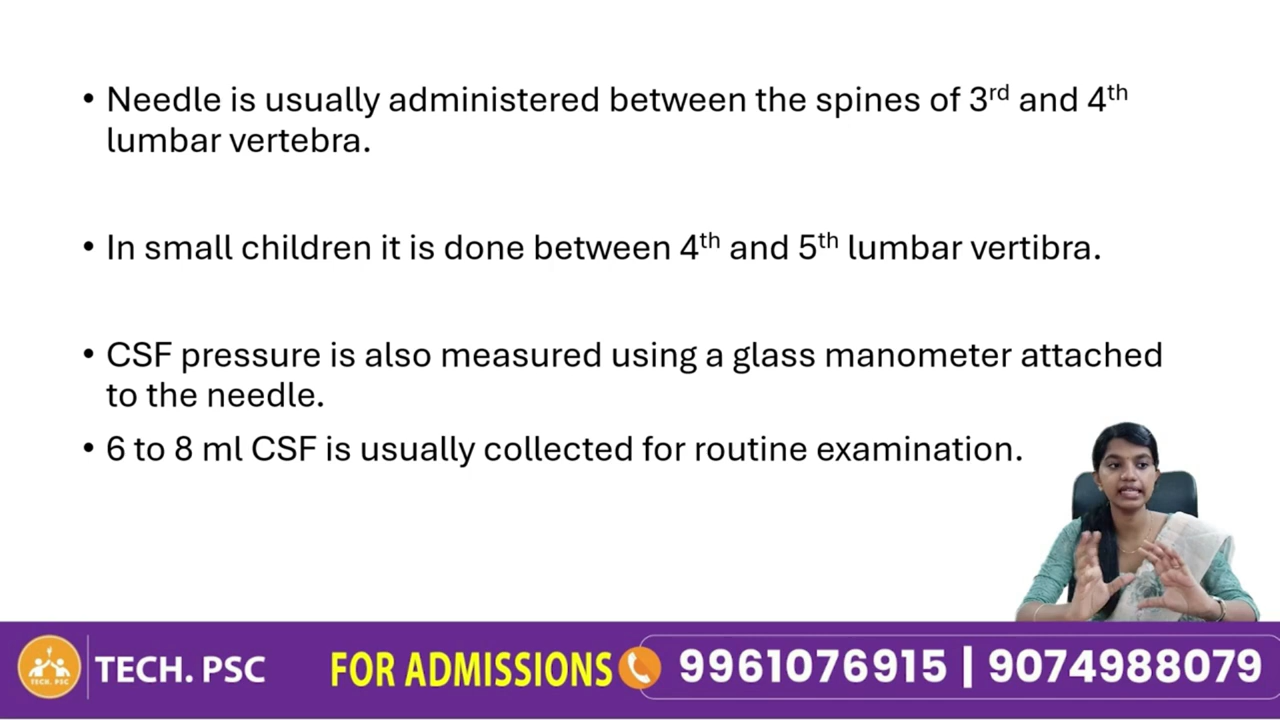 • Needle is usually administered between the spines of 3rd and 4th
lumbar vertebra.
• In small children it is done between 4th and 5th lumbar vertibra.
• CSF pressure is also measured using a glass manometer attached
to the needle.
• 6 to 8 ml CSF is usually collected for routine examination.
TECH. PSC
TECH. PSC
FOR ADMISSIONS
9961076915 | 9074988079